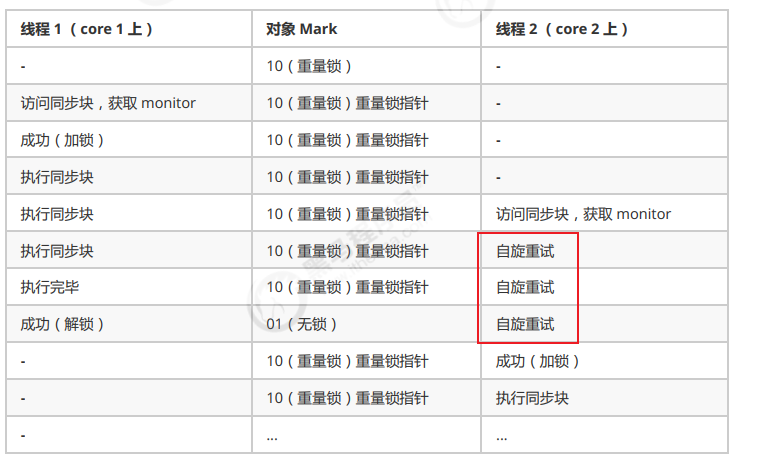 线程 1 （ core 1 上 ） 对象 Mark 线程 2 （ core 2 上 ）
- 10（重量锁） -
访问同步块，获取 monitor 10（重量锁）重量锁指针 -
成功（加锁） 10（重量锁）重量锁指针 -
执行同步块 10（重量锁）重量锁指针 -
执行同步块 10（重量锁）重量锁指针 访问同步块，获取 monitor
执行同步块 10（重量锁）重量锁指针 自旋重试
执行完毕 10（重量锁）重量锁指针 自旋重试
成功（解锁） 01（无锁） 自旋重试
- 10（重量锁）重量锁指针 成功（加锁）
- 10（重量锁）重量锁指针 执行同步块
- ... ...